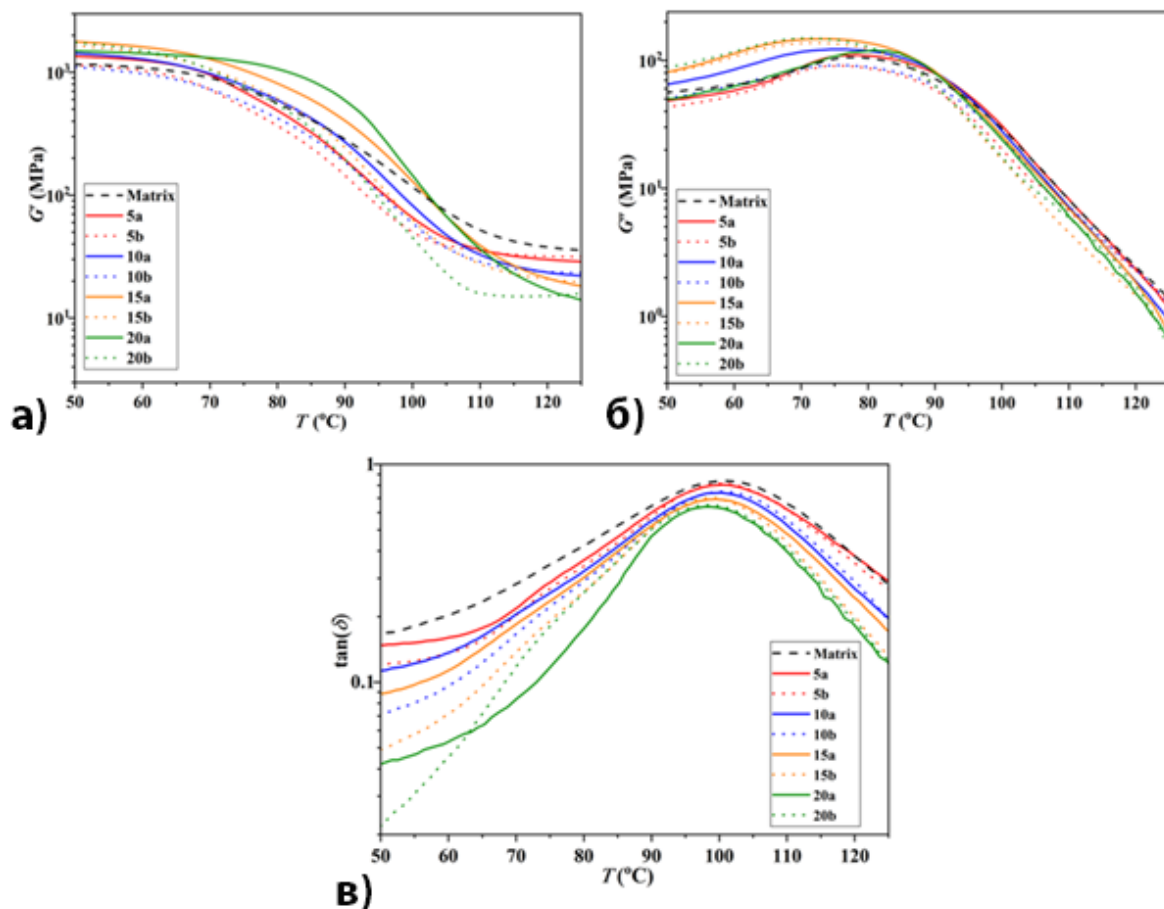 G' (MPa)
10³
10²
10¹
Matrix
5a
5b
10a
10b
15a
15b
20a
20b
50 60 70 80 90 100 110 120
T (°C)
а)
G'' (MPa)
10²
10¹
10⁰
Matrix
5a
5b
10a
10b
15a
15b
20a
20b
50 60 70 80 90 100 110 120
T (°C)
б)
tan(δ)
1
0.1
Matrix
5a
5b
10a
10b
15a
15b
20a
20b
50 60 70 80 90 100 110 120
T (°C)
в)